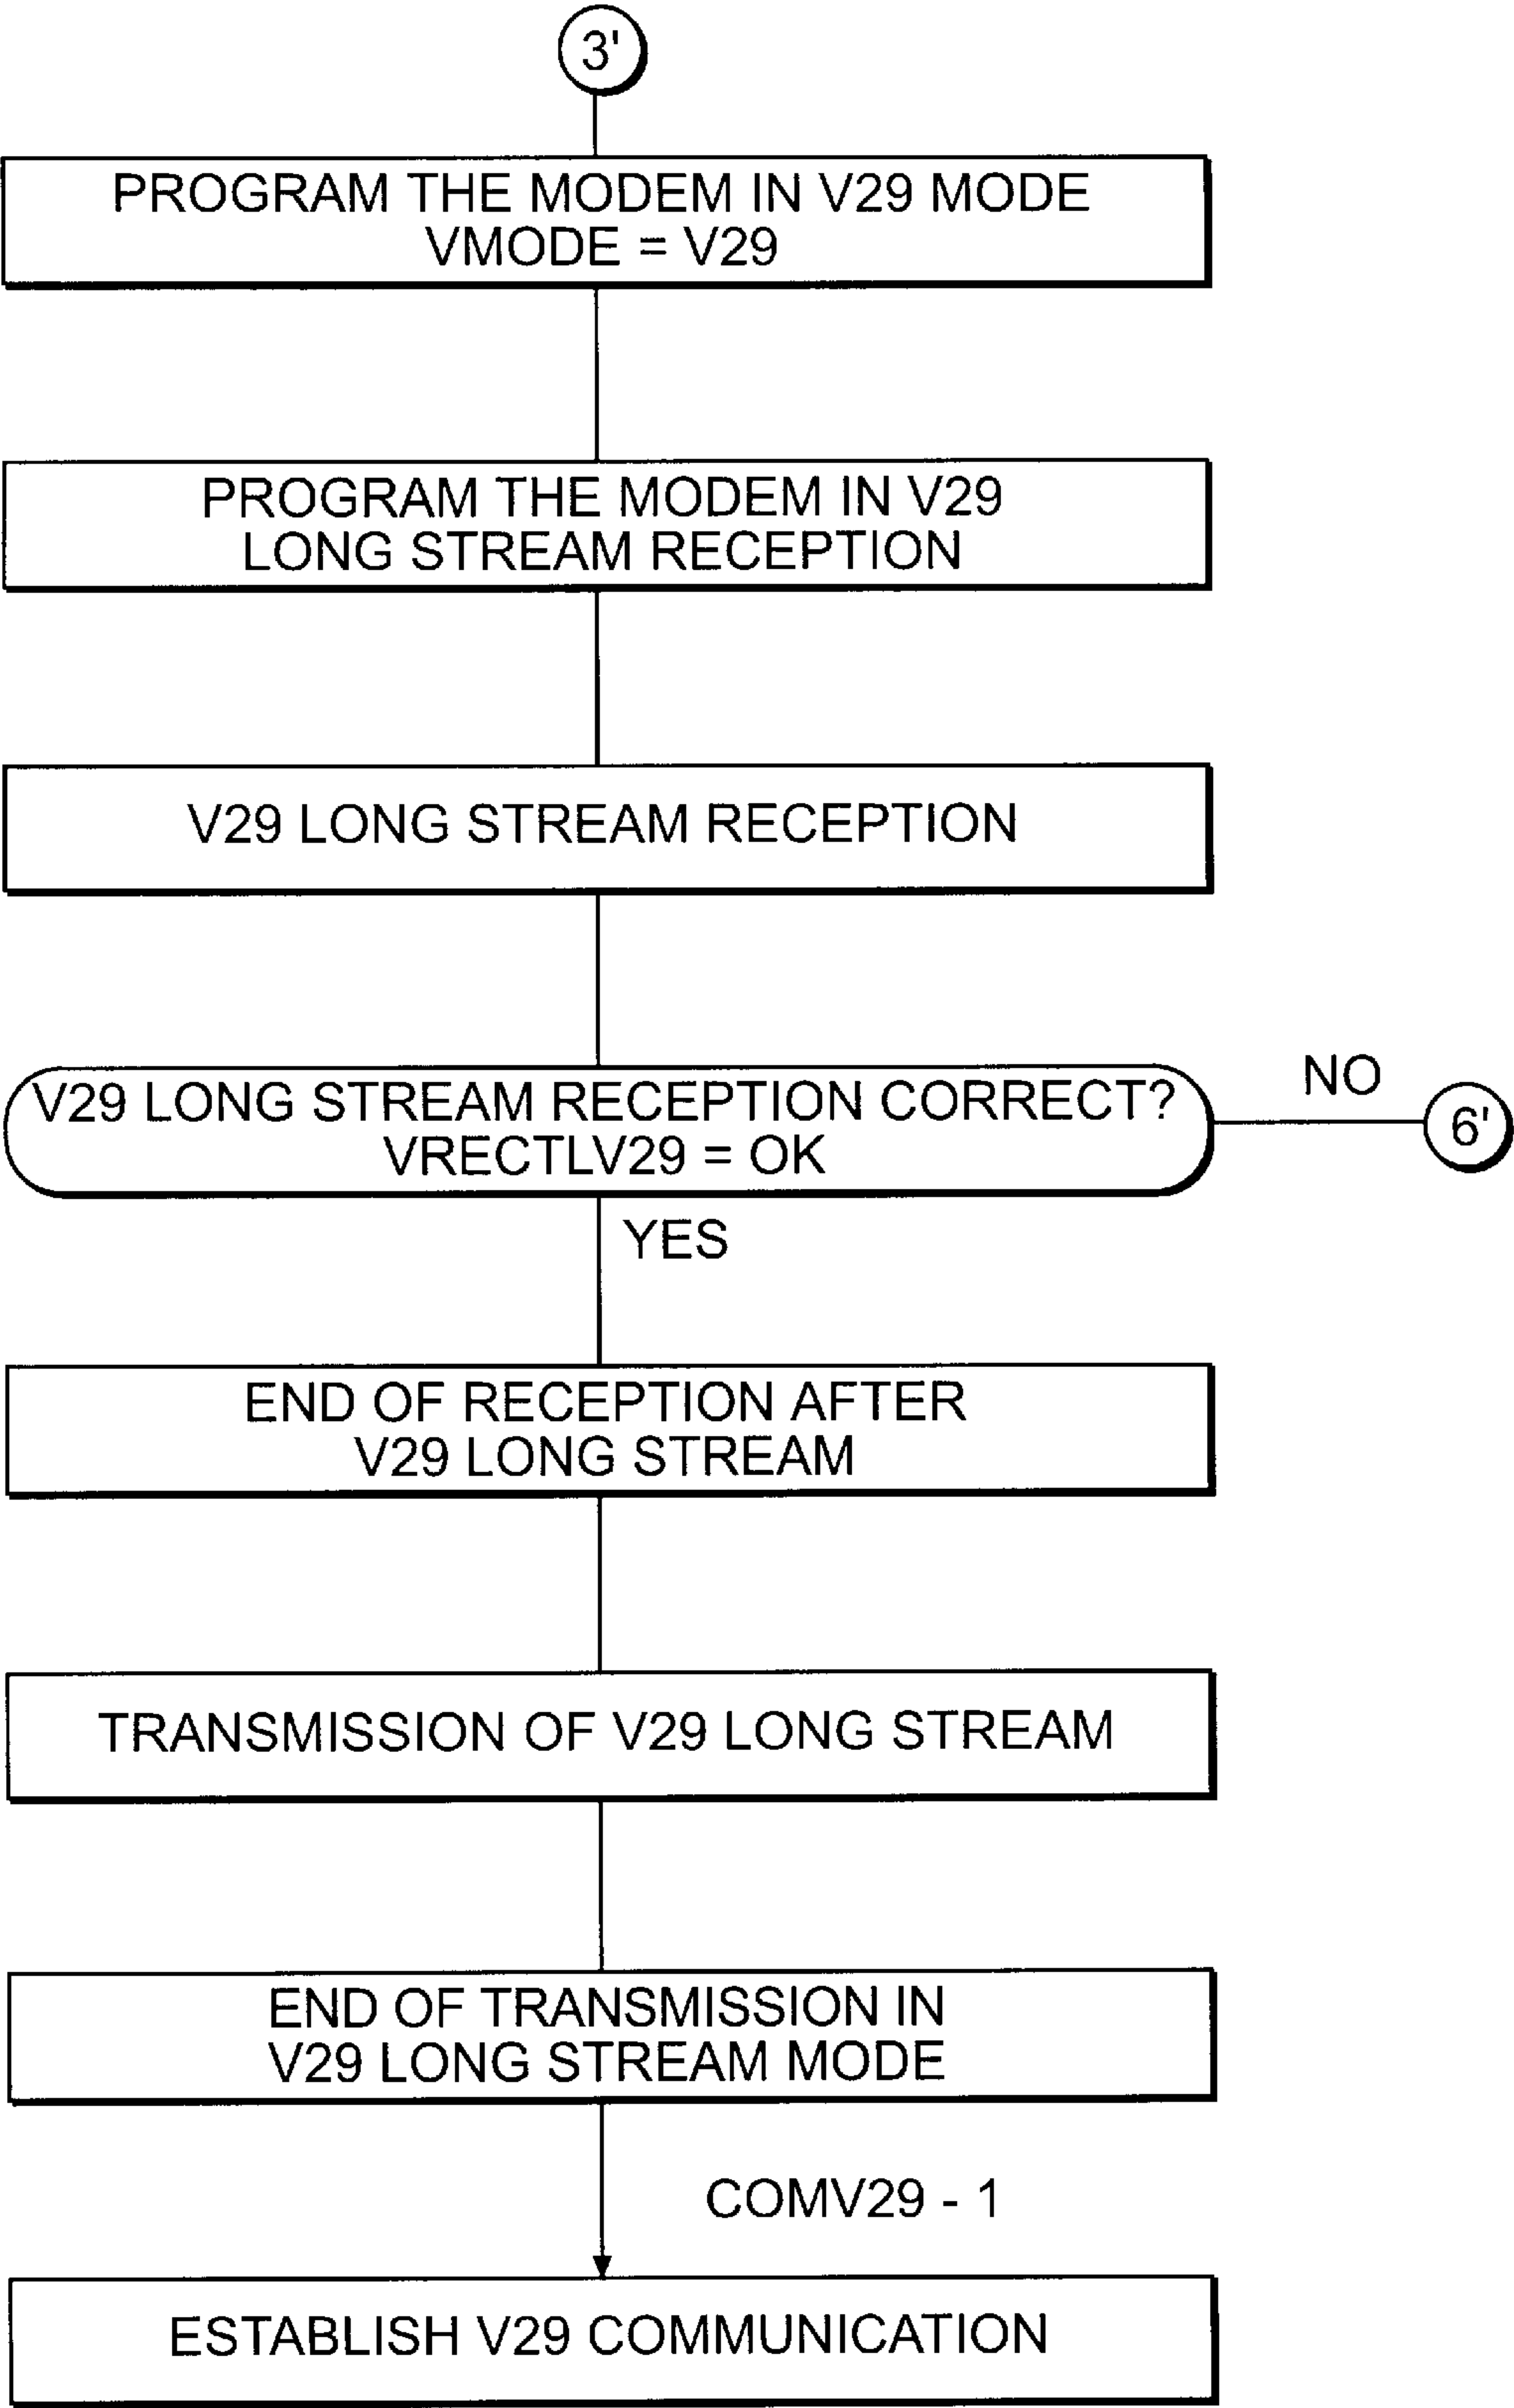 3'
PROGRAM THE MODEM IN V29 MODE
VMODE = V29
PROGRAM THE MODEM IN V29
LONG STREAM RECEPTION
V29 LONG STREAM RECEPTION
V29 LONG STREAM RECEPTION CORRECT?
VRECTLV29 = OK
NO
6'
YES
END OF RECEPTION AFTER
V29 LONG STREAM
TRANSMISSION OF V29 LONG STREAM
END OF TRANSMISSION IN
V29 LONG STREAM MODE
COMV29 - 1
ESTABLISH V29 COMMUNICATION